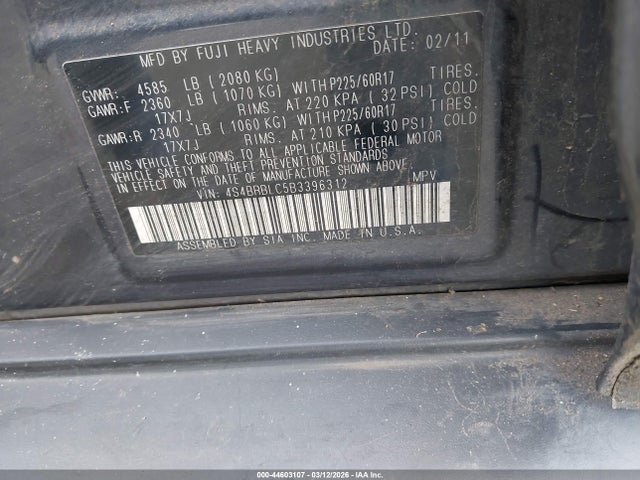 MFD BY FUJI HEAVY INDUSTRIES LTD.
DATE: 02/11
GVWR: 4585 LB (2080 KG)
GAWR:F 2360 LB (1070 KG) WITH P225/60R17 TIRES.
17X7J RIMS. AT 220 KPA (32 PSI) COLD
GAWR:R 2340 LB (1060 KG) WITH P225/60R17 TIRES.
17X7J RIMS. AT 210 KPA (30 PSI) COLD
THIS VEHICLE CONFORMS TO ALL APPLICABLE FEDERAL MOTOR
VEHICLE SAFETY AND THEFT PREVENTION STANDARDS
IN EFFECT ON THE DATE OF MANUFACTURE SHOWN ABOVE.
VIN: 4S4BRBLC5B3396312 MPV
ASSEMBLED BY SIA INC. MADE IN U.S.A.
000-44603107 - 03/12/2026 - COPYRIGHT IAA, LLC